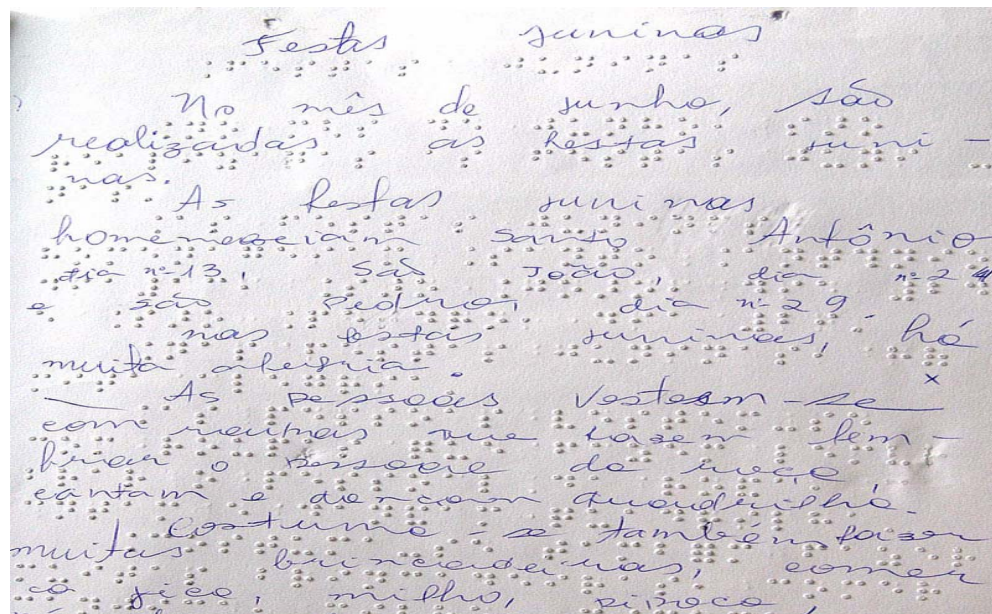 Festas juninas
No mês de junho, são
realizadas as festas juni-
nas.
As festas juninas
homenageiam santo Antônio
dia nº 13, são João, dia nº 24
e são Pedro, dia nº 29.
nas festas juninas, há
muita alegria.
As pessoas vestem-se
com roupas que fazem lem-
brar o pessoal da roça,
cantam e dançam quadrilha.
Costuma-se também fazer
muitas brincadeiras, comer
milho, pipoca,